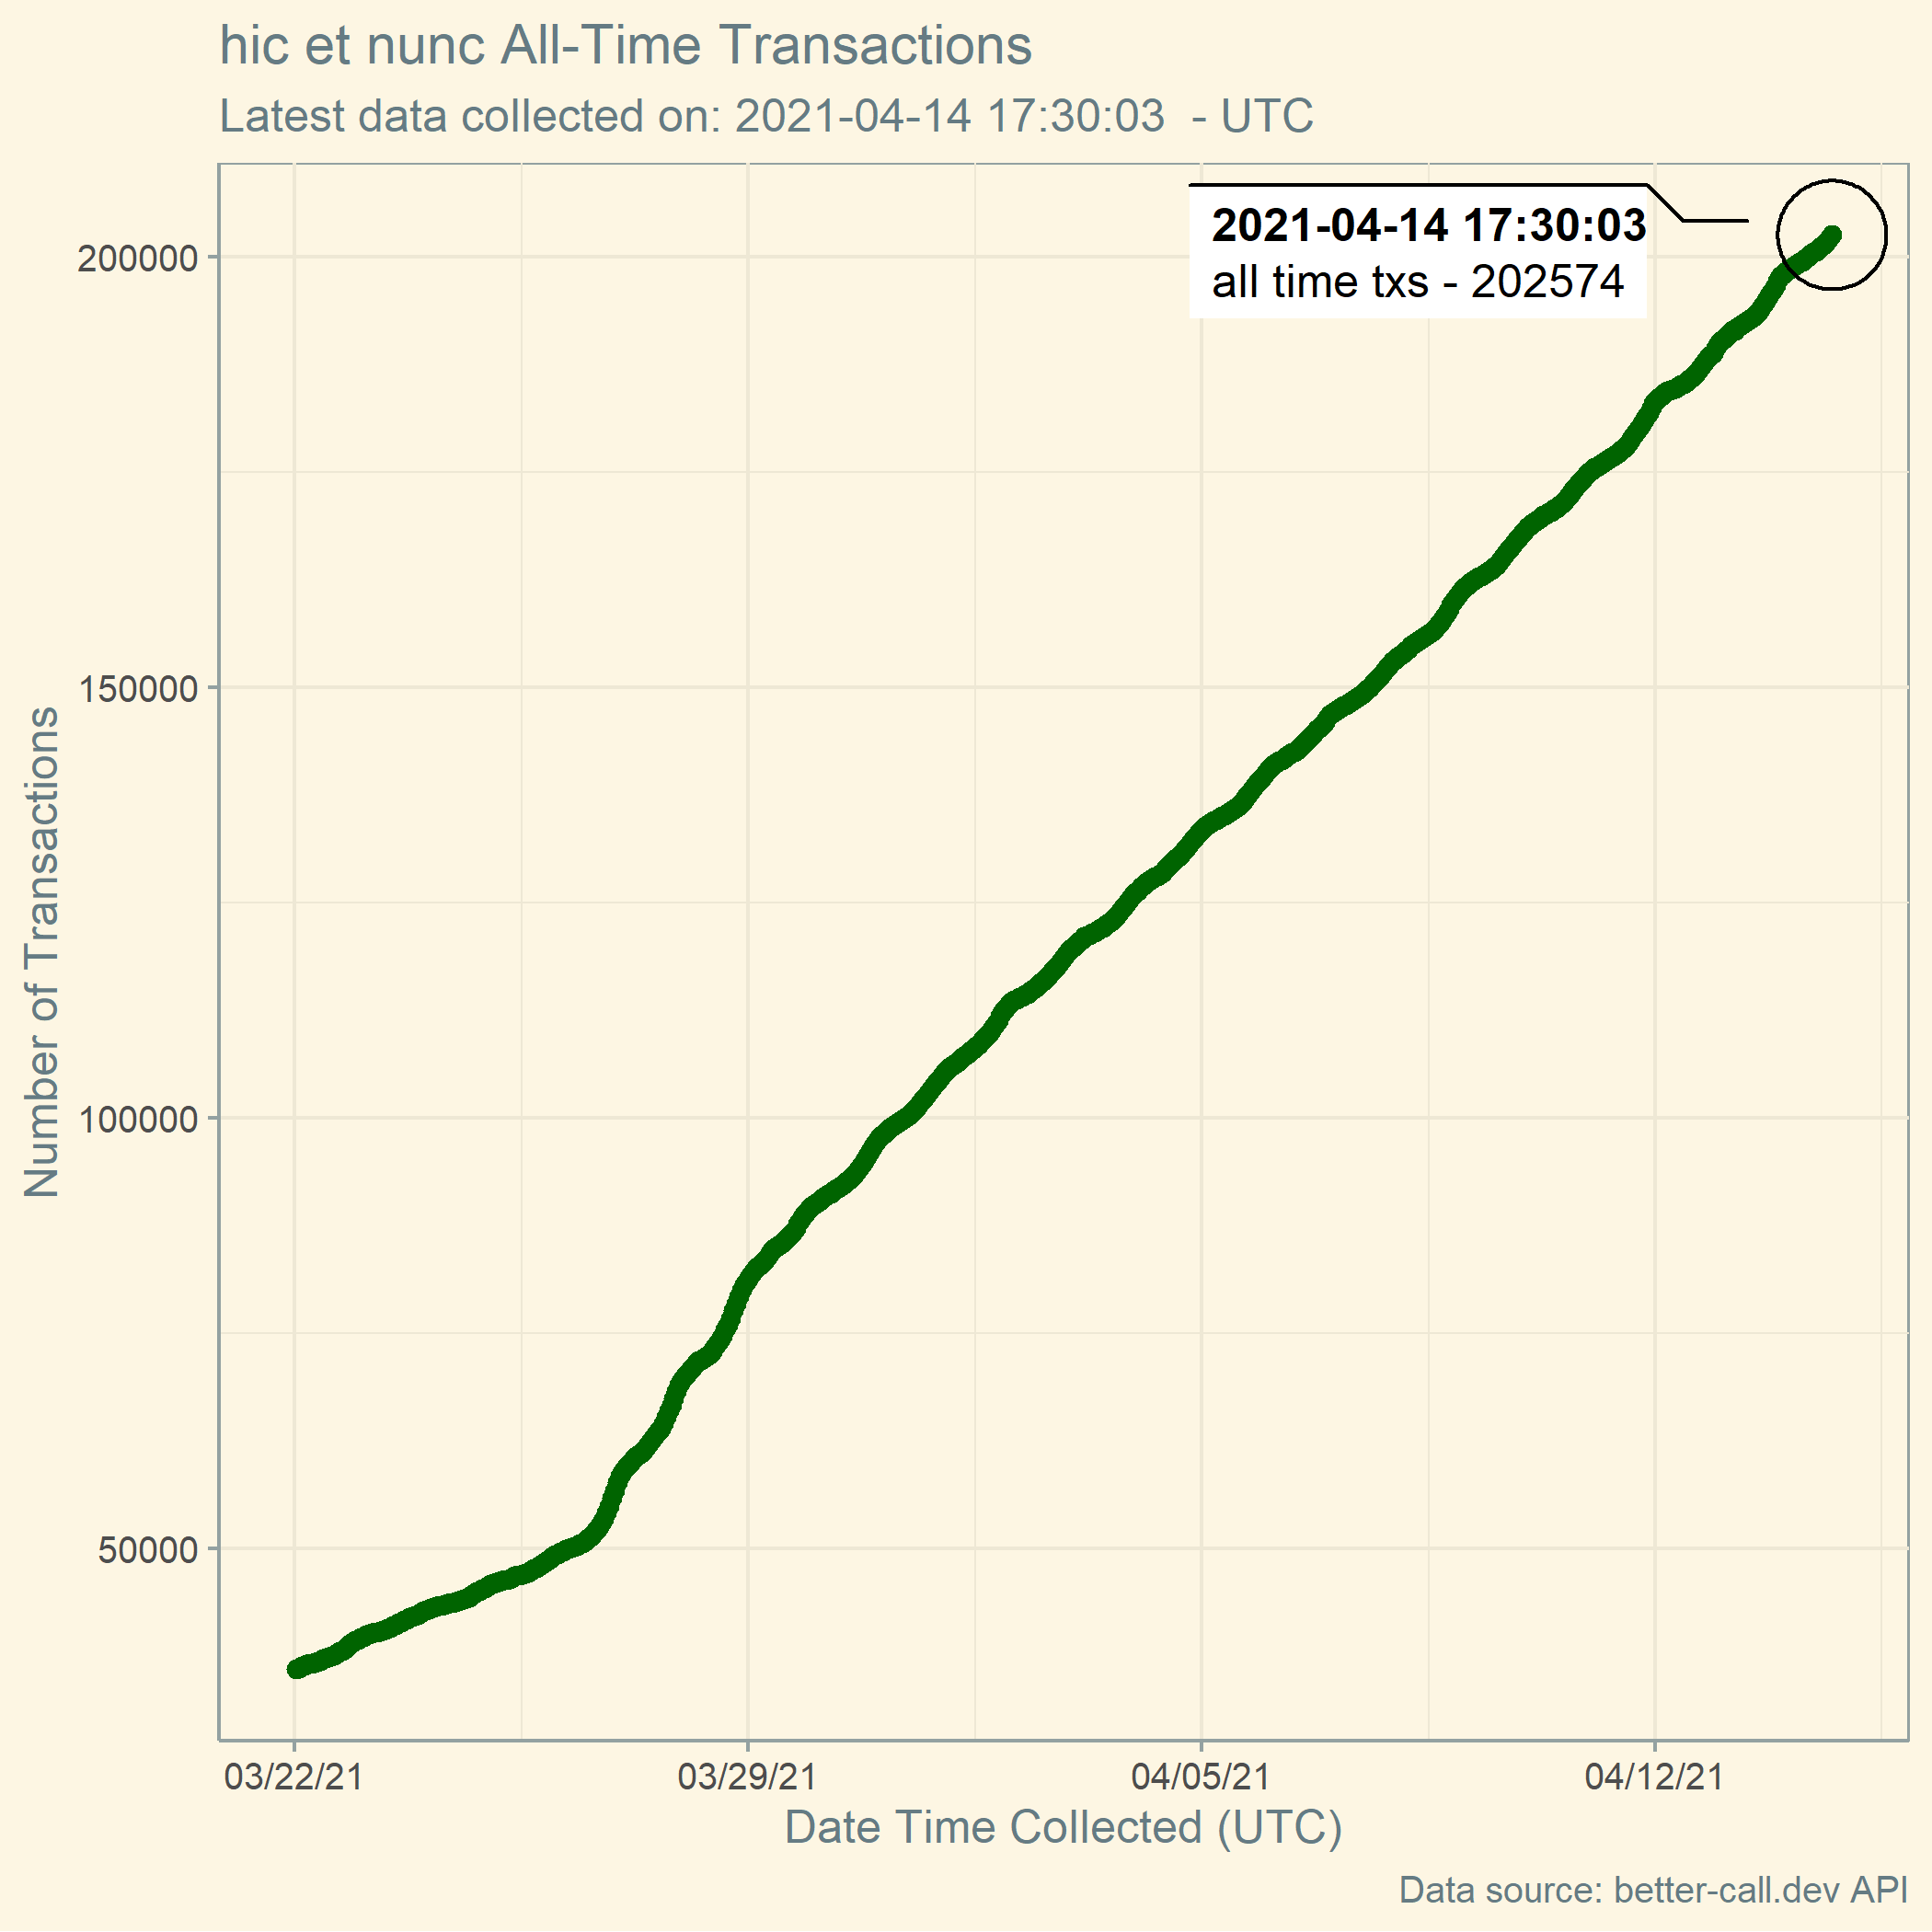 hic et nunc All-Time Transactions
Latest data collected on: 2021-04-14 17:30:03  - UTC
2021-04-14 17:30:03
all time txs - 202574
200000
150000
100000
50000
Number of Transactions
03/22/21
03/29/21
04/05/21
04/12/21
Date Time Collected (UTC)
Data source: better-call.dev API